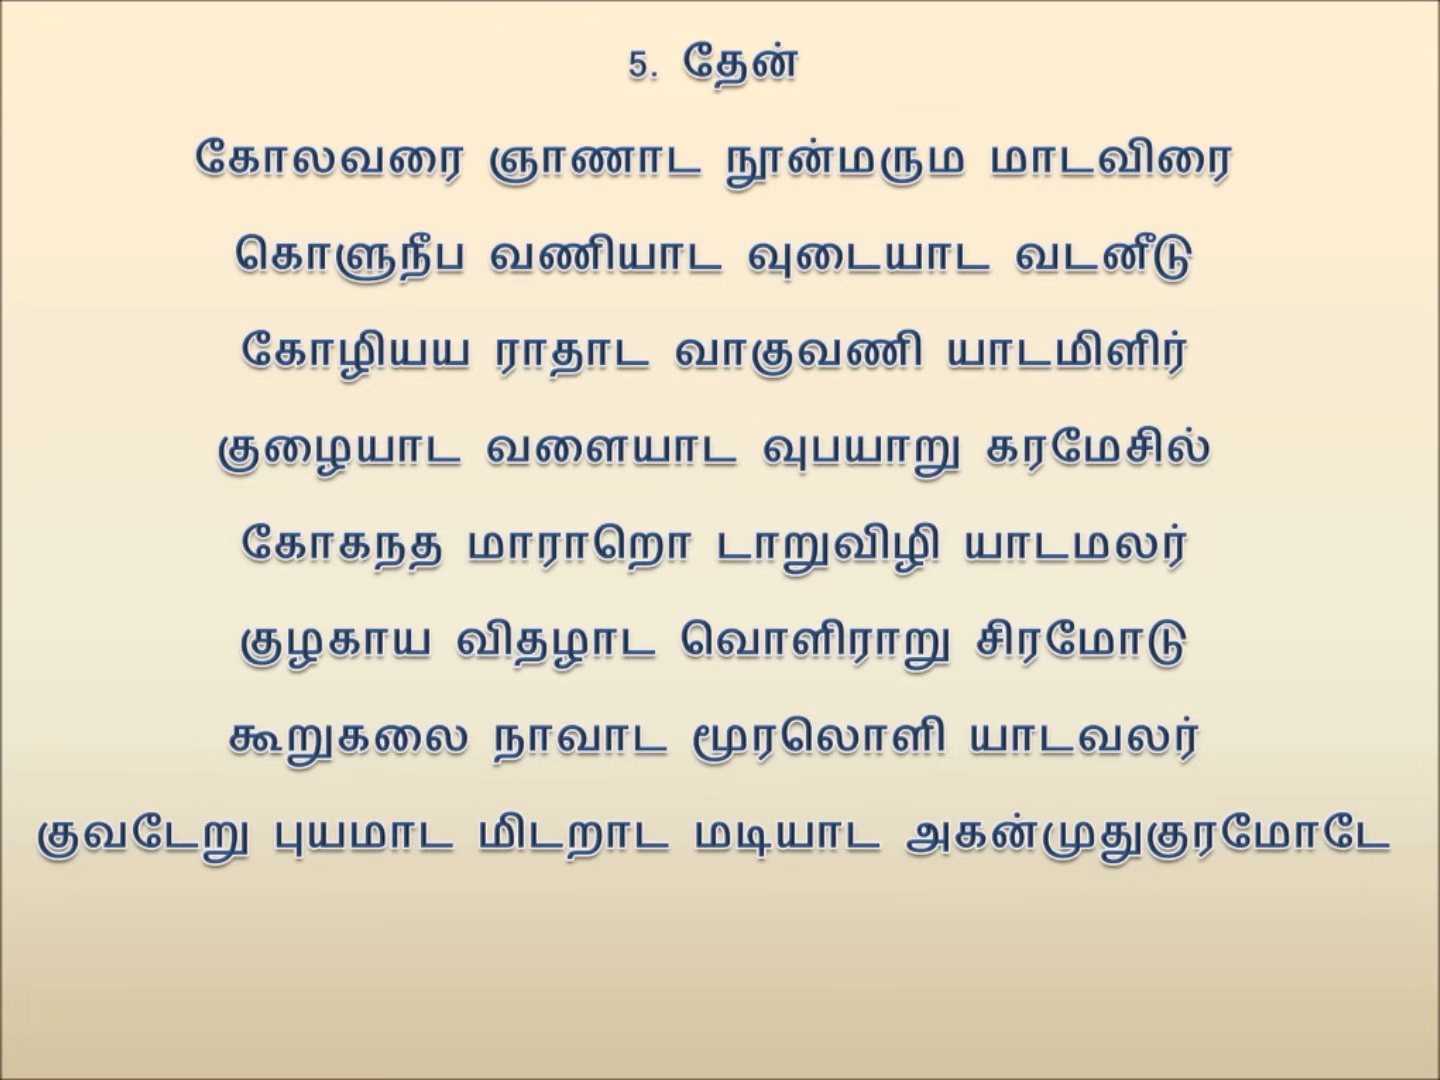 5. தேன்
கோலவரை ஞாணாட நூன்மரும மாடவிரை
கொளுநீப வணியாட வுடையாட வடனீடு
கோழியய ராதாட வாகுவணி யாடமிளிர்
குழையாட வளையாட வுபயாறு கரமேசில்
கோகநத மாராறொ டாறுவிழி யாடமலர்
குழகாய விதழாட வொளிராறு சிரமோடு
கூறுகலை நாவாட மூரலொளி யாடவலர்
குவடேறு புயமாட மிடறாட மடியாட அகன்முதுகுரமோடே